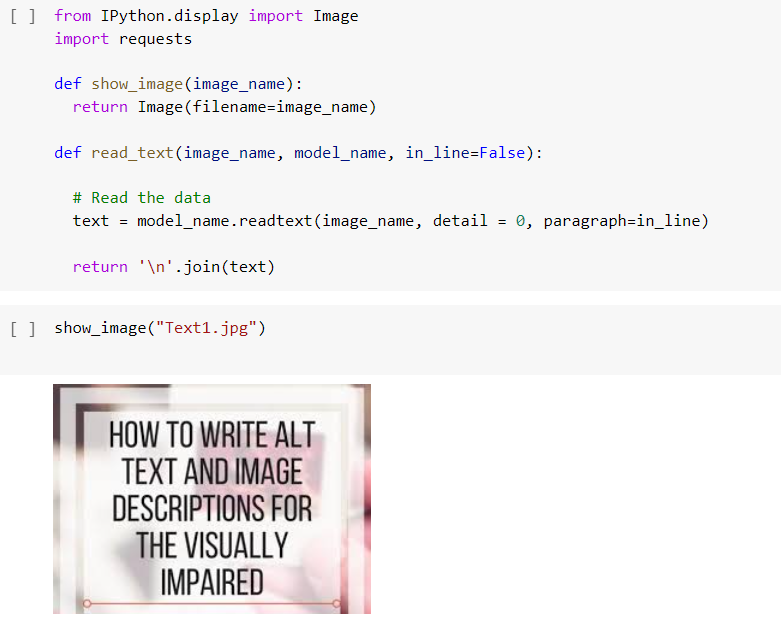 [ ] from IPython.display import Image
import requests
def show_image(image_name):
return Image(filename=image_name)
def read_text(image_name, model_name, in_line=False):
# Read the data
text = model_name.readtext(image_name, detail = 0, paragraph=in_line)
return '\n'.join(text)
[ ] show_image("Text1.jpg")
HOW TO WRITE ALT
TEXT AND IMAGE
DESCRIPTIONS FOR
THE VISUALLY
IMPAIRED